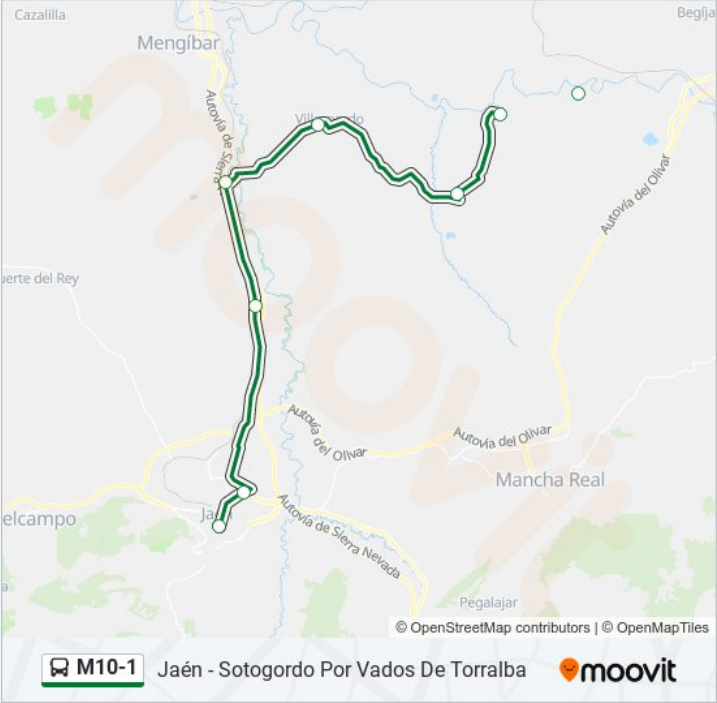 Cazalilla
Begíja
Mengíbar
Autovía de Sierra
uerte del Rey
Autovía del Olivar
Autovía del Olivar
Autovía del Olivar
Mancha Real
elcampo
Jaén
Autovía de Sierra Nevada
Pegalajar
© OpenStreetMap contributors | © OpenMapTiles
M10-1 Jaén - Sotogordo Por Vados De Torralba moovit